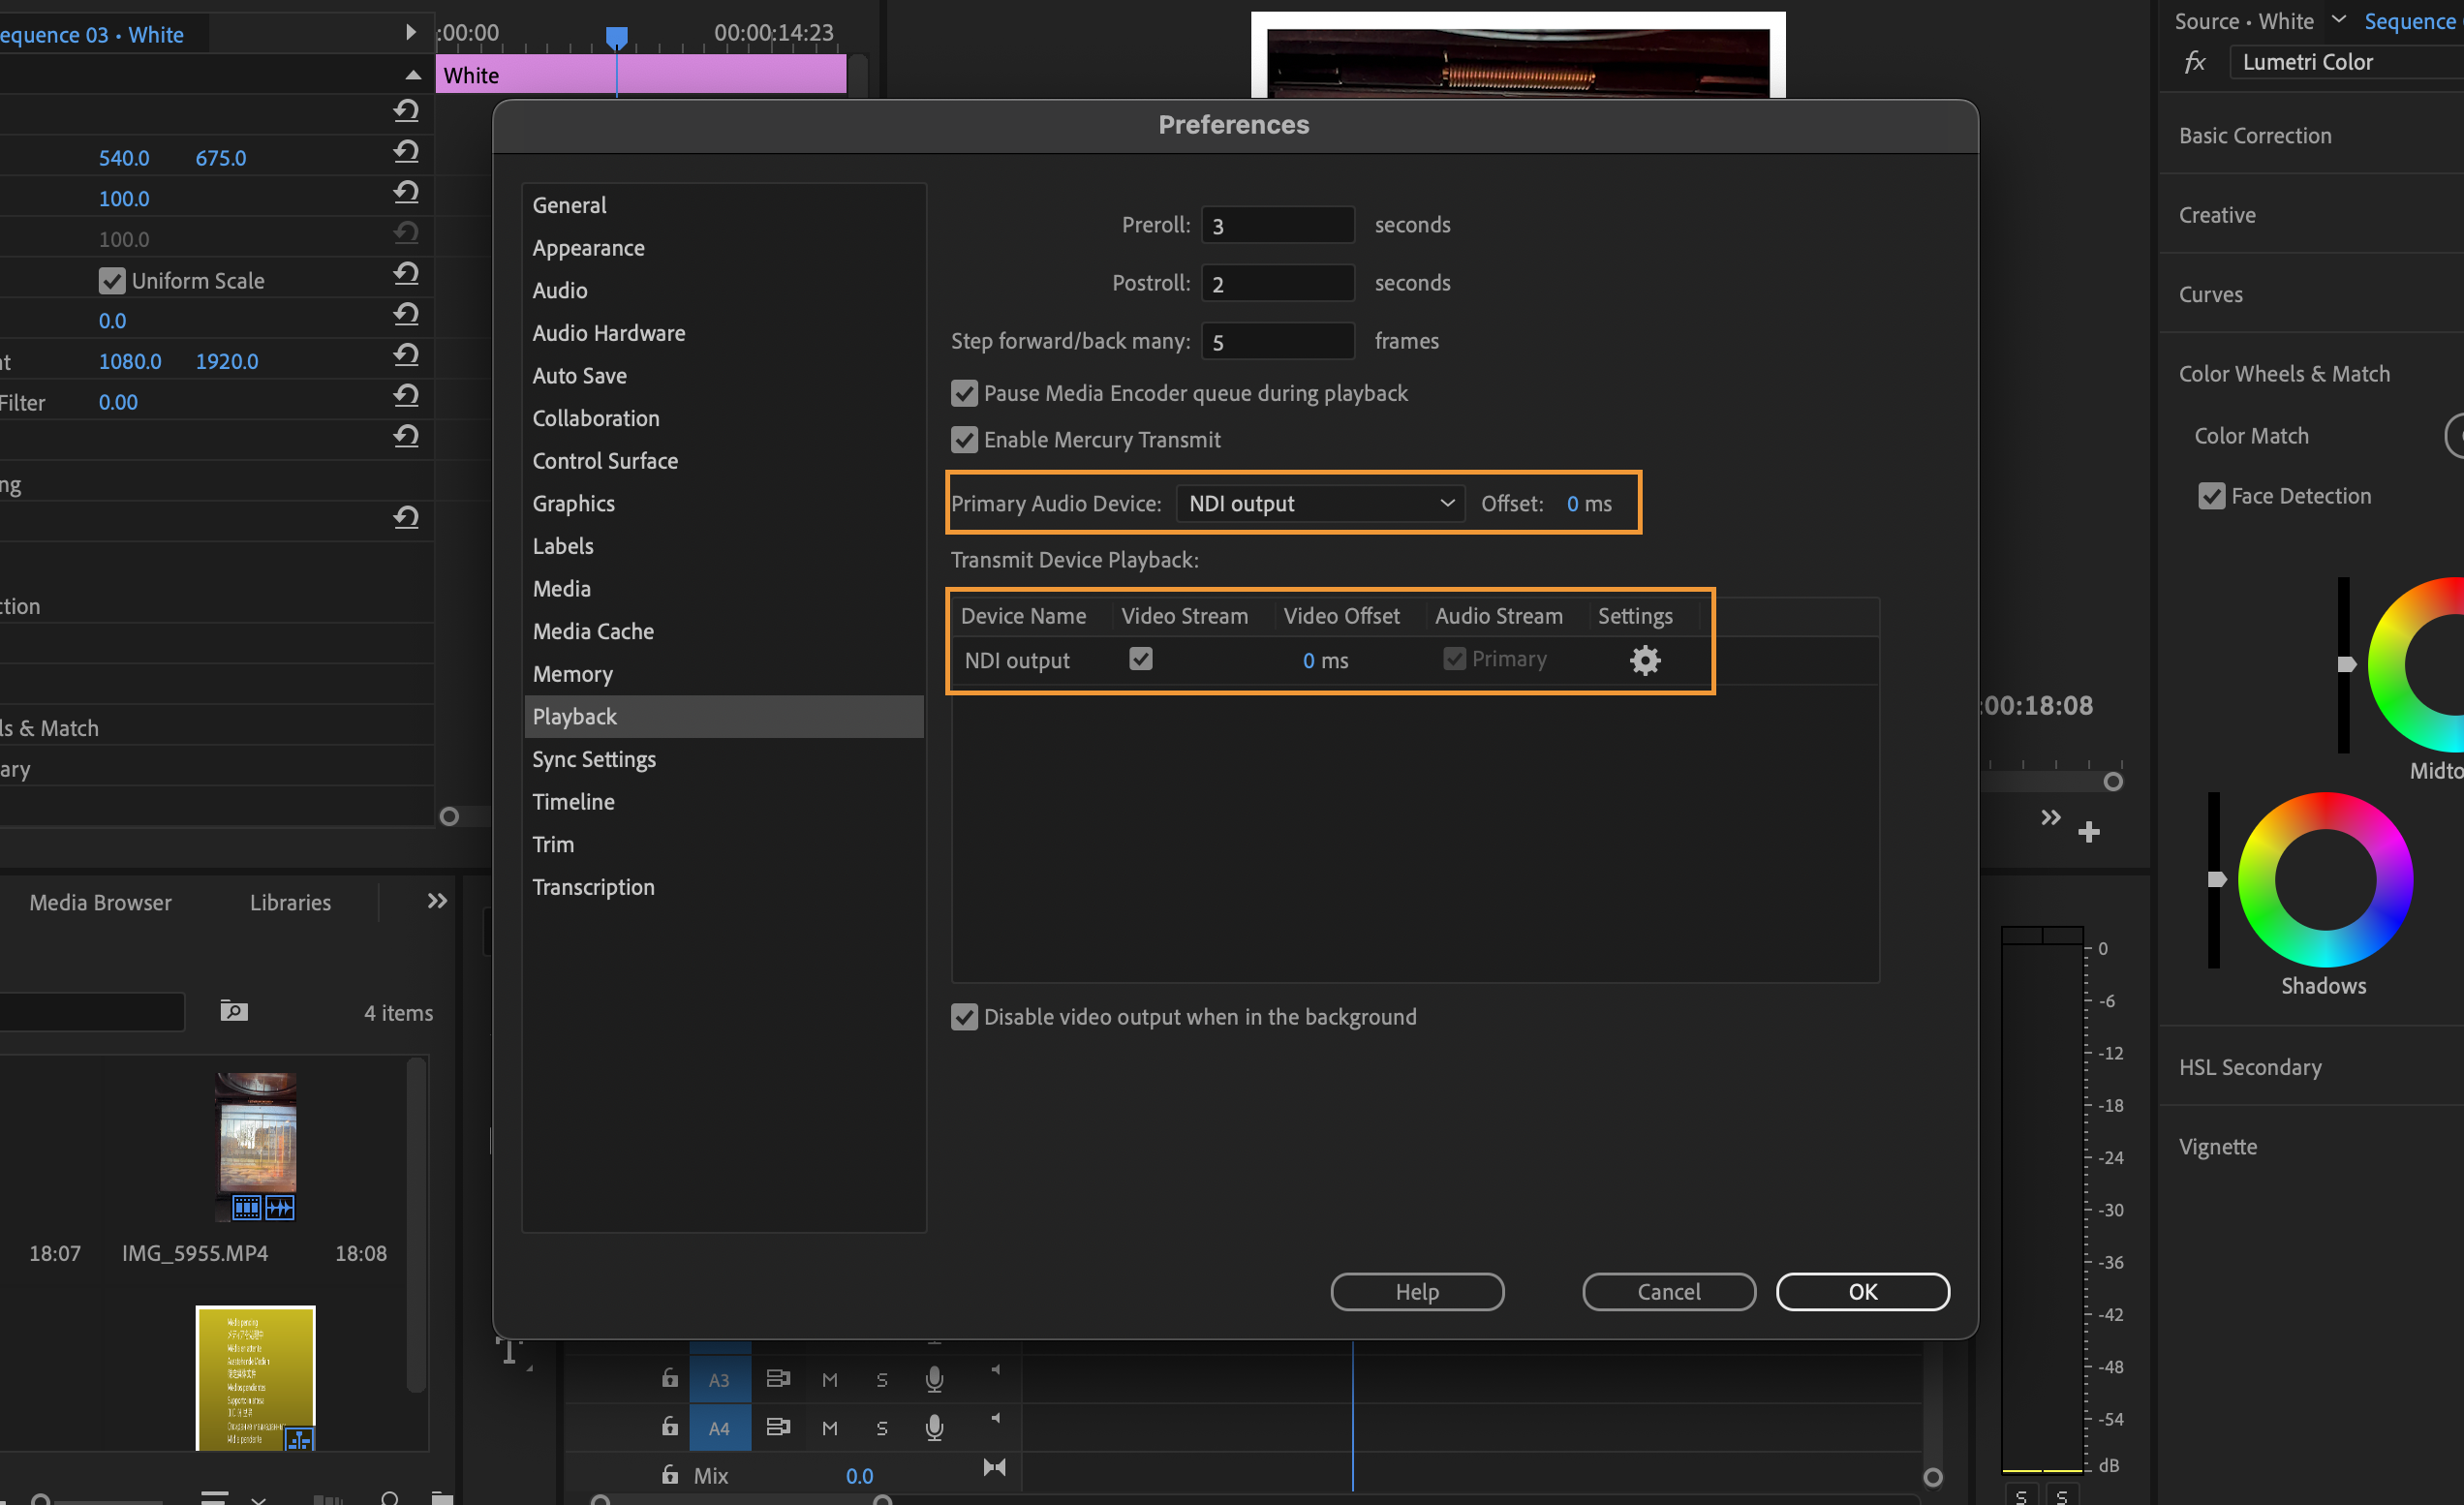 equence 03 • White
:00:00
00:00:14:23
White
540.0 675.0
100.0
100.0
Uniform Scale
0.0
1080.0 1920.0
Filter 0.00
ng
ction
ls & Match
ary
Source • White
Sequence
fx
Lumetri Color
Basic Correction
Creative
Curves
Color Wheels & Match
Color Match
Face Detection
Midto
Shadows
HSL Secondary
Vignette
Preferences
General
Appearance
Audio
Audio Hardware
Auto Save
Collaboration
Control Surface
Graphics
Labels
Media
Media Cache
Memory
Playback
Sync Settings
Timeline
Trim
Transcription
Preroll: 3 seconds
Postroll: 2 seconds
Step forward/back many: 5 frames
Pause Media Encoder queue during playback
Enable Mercury Transmit
Primary Audio Device: NDI output Offset: 0 ms
Transmit Device Playback:
Device Name Video Stream Video Offset Audio Stream Settings
NDI output 0 ms Primary
Disable video output when in the background
Help Cancel OK
:00:18:08
Media Browser Libraries
4 items
18:07 IMG_5955.MP4 18:08
A3 M S
A4 M S
Mix 0.0
0
-6
-12
-18
-24
-30
-36
-42
-48
-54
dB
S S